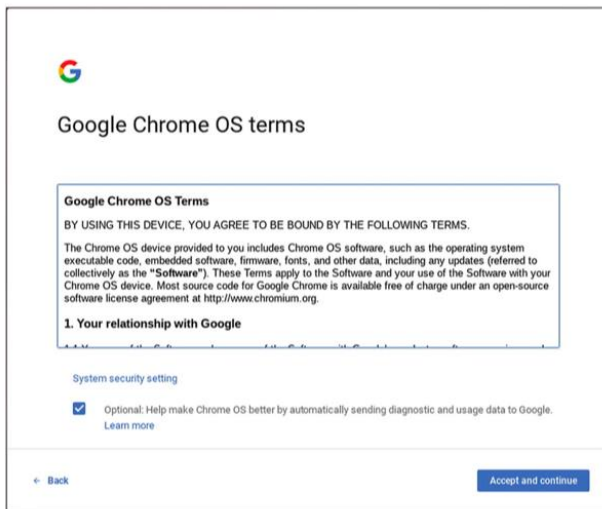 Google Chrome OS terms
Google Chrome OS Terms
BY USING THIS DEVICE, YOU AGREE TO BE BOUND BY THE FOLLOWING TERMS.
The Chrome OS device provided to you includes Chrome OS software, such as the operating system
executable code, embedded software, firmware, fonts, and other data, including any updates (referred to
collectively as the "Software"). These Terms apply to the Software and your use of the Software with your
Chrome OS device. Most source code for Google Chrome is available free of charge under an open-source
software license agreement at http://www.chromium.org.
1. Your relationship with Google
System security setting
Optional: Help make Chrome OS better by automatically sending diagnostic and usage data to Google.
Learn more
Back
Accept and continue